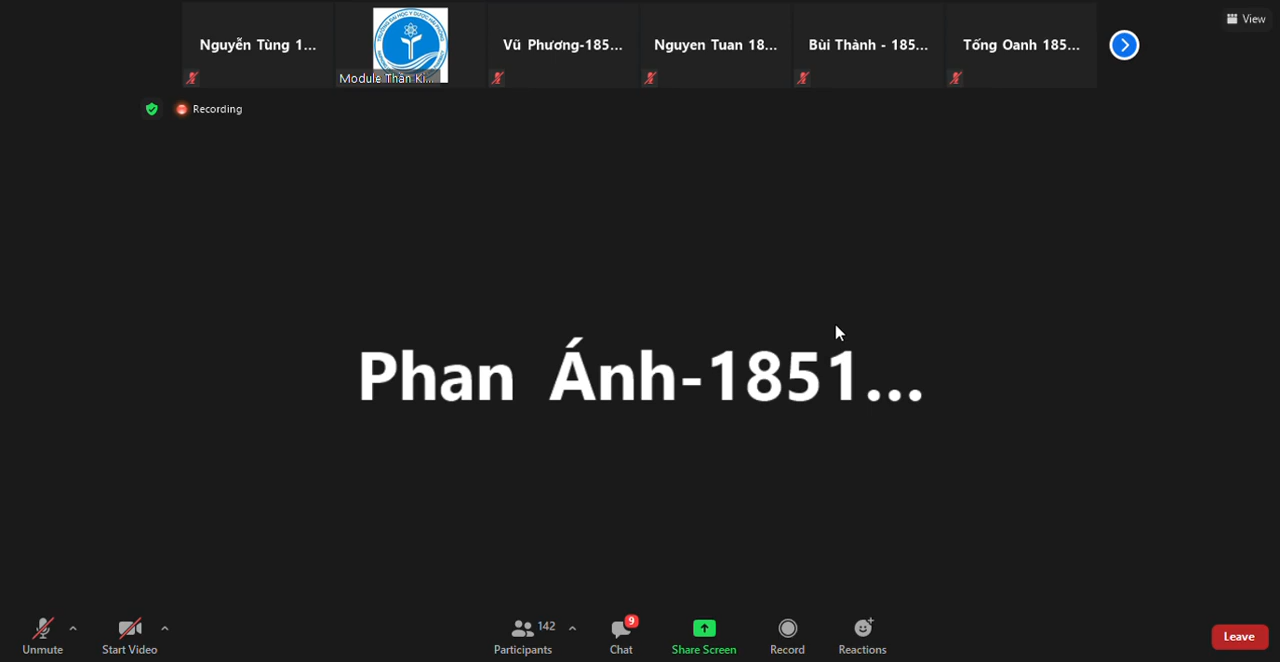 View
Nguyễn Tùng 1...
Module Thần Ki...
Vũ Phương-185...
Nguyen Tuan 18...
Bùi Thành - 185...
Tống Oanh 185...
Recording
Phan Ánh-1851...
Unmute
Start Video
142
Participants
9
Chat
Share Screen
Record
Reactions
Leave